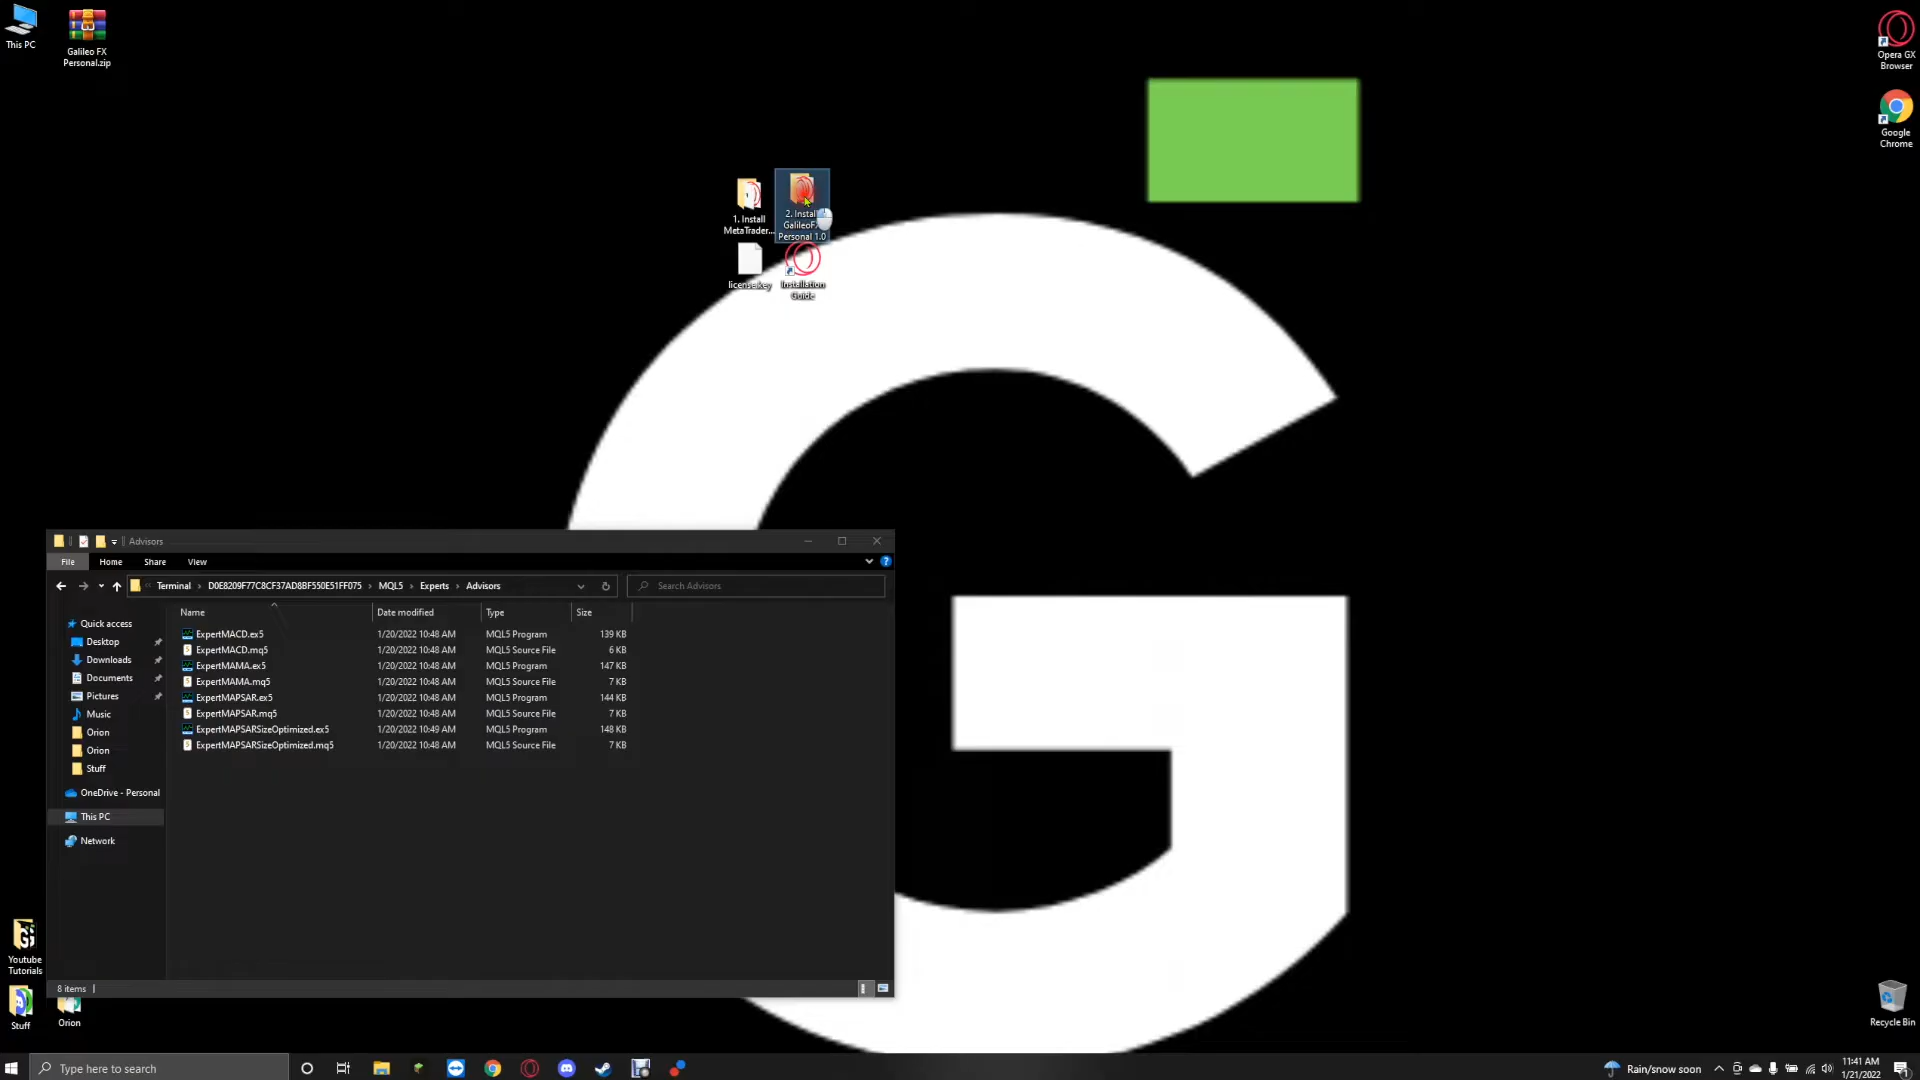 This PC
Galileo FX
Personal.zip
Opera GX
Browser
Google
Chrome
1. Install
MetaTrader...
2. Install
GalileoFX
Personal 1.0
license.key
Installation
Guide
Advisors
File
Home
Share
View
Terminal
D0E8209F77C8CF37AD8BF550E51FF075
MQL5
Experts
Advisors
Search Advisors
Name
Date modified
Type
Size
Quick access
Desktop
Downloads
Documents
Pictures
Music
Orion
Orion
Stuff
OneDrive - Personal
This PC
Network
ExpertMACD.ex5 1/20/2022 10:48 AM MQL5 Program 139 KB
ExpertMACD.mq5 1/20/2022 10:48 AM MQL5 Source File 6 KB
ExpertMAMA.ex5 1/20/2022 10:48 AM MQL5 Program 147 KB
ExpertMAMA.mq5 1/20/2022 10:48 AM MQL5 Source File 7 KB
ExpertMAPSAR.ex5 1/20/2022 10:48 AM MQL5 Program 144 KB
ExpertMAPSAR.mq5 1/20/2022 10:48 AM MQL5 Source File 7 KB
ExpertMAPSARSizeOptimized.ex5 1/20/2022 10:49 AM MQL5 Program 148 KB
ExpertMAPSARSizeOptimized.mq5 1/20/2022 10:48 AM MQL5 Source File 7 KB
8 items
Youtube
Tutorials
Stuff
Orion
Recycle Bin
Type here to search
Rain/snow soon
11:41 AM
1/21/2022